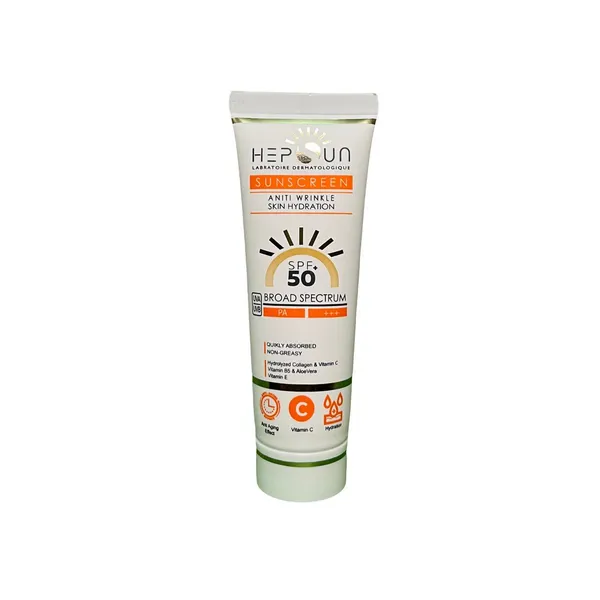 HEPSUN
LABRATOIRE DERMATOLOGIQUE
SUNSCREEN
ANITI WRINKLE
SKIN HYDRATION
SPF+
50
UVA
UVB
BROAD SPECTRUM
PA +++
QUIKLY ABSORBED
NON-GREASY
Hydrolyzed Collagen & Vitamin C
Vitamin B5 & AloeVera
Vitamin E
C
Anti Aging
Effect
Vitamin C
Hydration